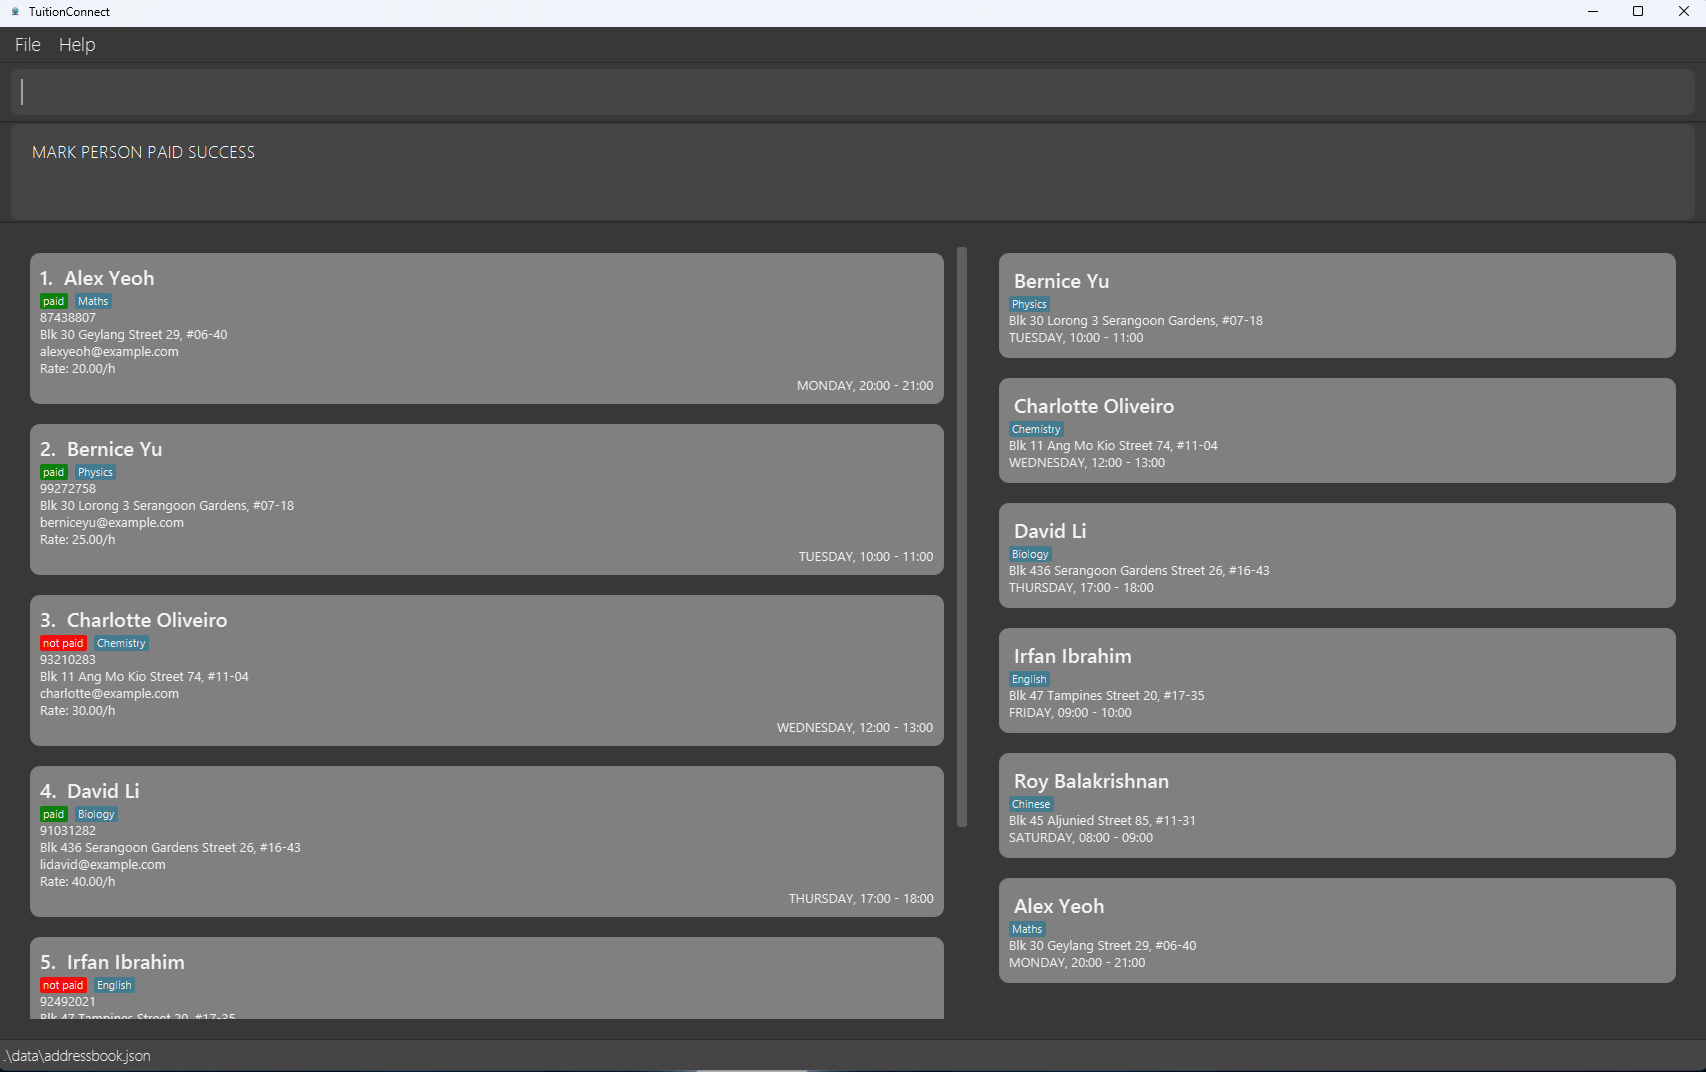 TuitionConnect
File Help
MARK PERSON PAID SUCCESS
1. Alex Yeoh
paid Maths
87438807
Blk 30 Geylang Street 29, #06-40
alexyeoh@example.com
Rate: 20.00/h
MONDAY, 20:00 - 21:00
2. Bernice Yu
paid Physics
99272758
Blk 30 Lorong 3 Serangoon Gardens, #07-18
berniceyu@example.com
Rate: 25.00/h
TUESDAY, 10:00 - 11:00
3. Charlotte Oliveiro
not paid Chemistry
93210283
Blk 11 Ang Mo Kio Street 74, #11-04
charlotte@example.com
Rate: 30.00/h
WEDNESDAY, 12:00 - 13:00
4. David Li
paid Biology
91031282
Blk 436 Serangoon Gardens Street 26, #16-43
lidavid@example.com
Rate: 40.00/h
THURSDAY, 17:00 - 18:00
5. Irfan Ibrahim
not paid English
92492021
Blk 47 Tampines Street 20, #17-35
Bernice Yu
Physics
Blk 30 Lorong 3 Serangoon Gardens, #07-18
TUESDAY, 10:00 - 11:00
Charlotte Oliveiro
Chemistry
Blk 11 Ang Mo Kio Street 74, #11-04
WEDNESDAY, 12:00 - 13:00
David Li
Biology
Blk 436 Serangoon Gardens Street 26, #16-43
THURSDAY, 17:00 - 18:00
Irfan Ibrahim
English
Blk 47 Tampines Street 20, #17-35
FRIDAY, 09:00 - 10:00
Roy Balakrishnan
Chinese
Blk 45 Aljunied Street 85, #11-31
SATURDAY, 08:00 - 09:00
Alex Yeoh
Maths
Blk 30 Geylang Street 29, #06-40
MONDAY, 20:00 - 21:00
.\data\addressbook.json